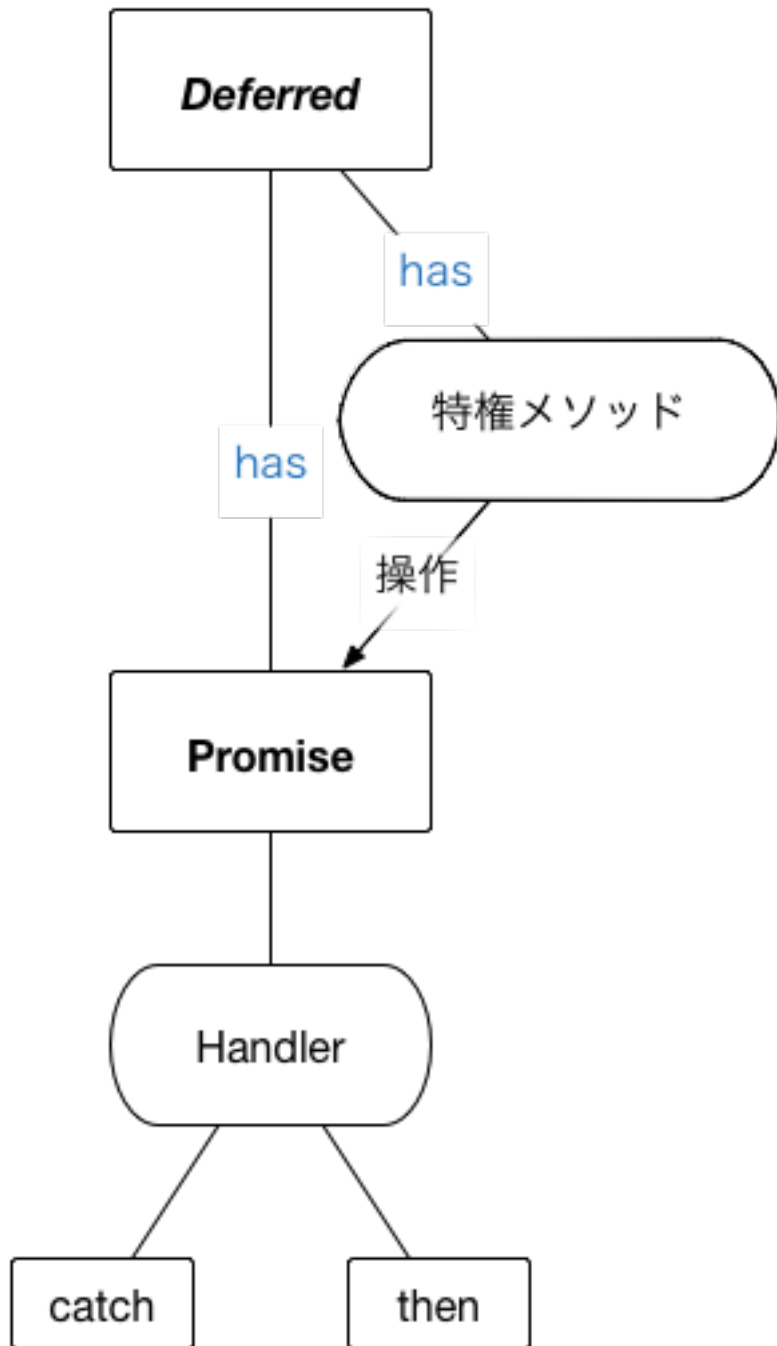 Deferred
has
特権メソッド
has
操作
Promise
Handler
catch
then